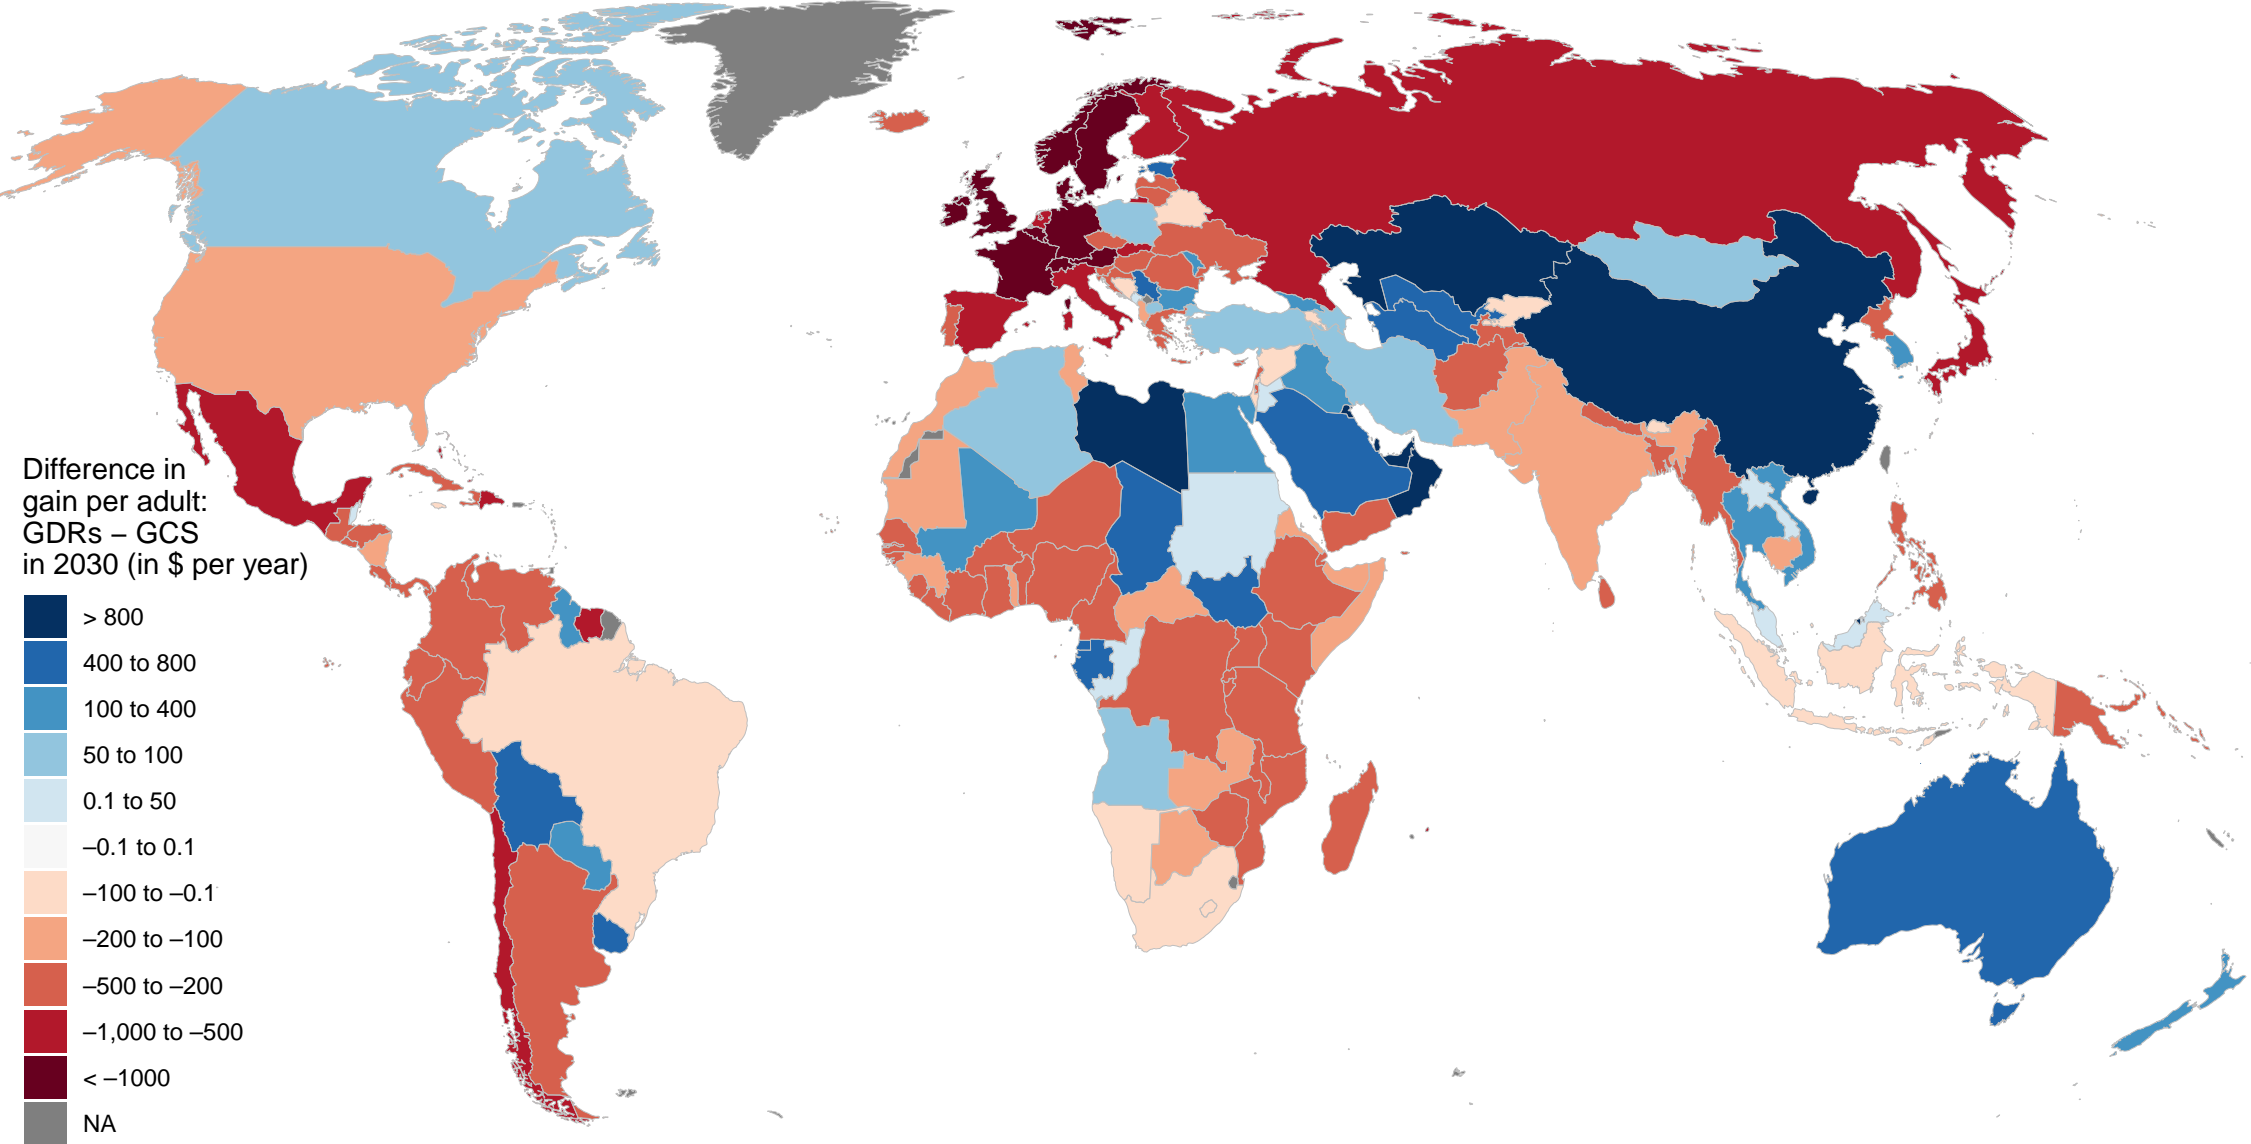 Difference in
gain per adult:
GDRs – GCS
in 2030 (in $ per year)
> 800
400 to 800
100 to 400
50 to 100
0.1 to 50
–0.1 to 0.1
–100 to –0.1
–200 to –100
–500 to –200
–1,000 to –500
< –1000
NA